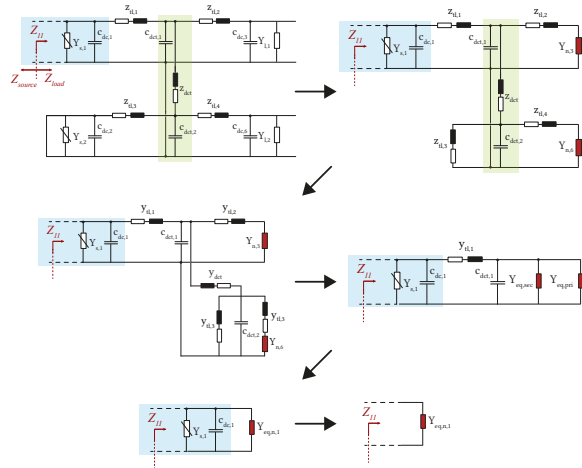 z_tl,1 z_tl,2
Z_II Y_s,1 c_dc,1 c_dct,1 c_dc,3 Y_l,1
Z_source Z_load
z_dct
z_tl,3 z_tl,4
Y_s,2 c_dc,2 c_dct,2 c_dc,6 Y_l,2
z_tl,1 z_tl,2
Z_II Y_s,1 c_dc,1 c_dct,1 Y_n,3
z_dct
z_tl,4
z_tl,3 c_dct,2 Y_n,6
y_tl,1 y_tl,2
Z_II Y_s,1 c_dc,1 c_dct,1 Y_n,3
y_dct
y_tl,3 c_dct,2 y_tl,3
Y_n,6
y_tl,1
Z_II Y_s,1 c_dc,1 c_dct,1 Y_eq,sec Y_eq,pri
Z_II Y_s,1 c_dc,1 Y_eq,n,1
Z_II Y_eq,n,1